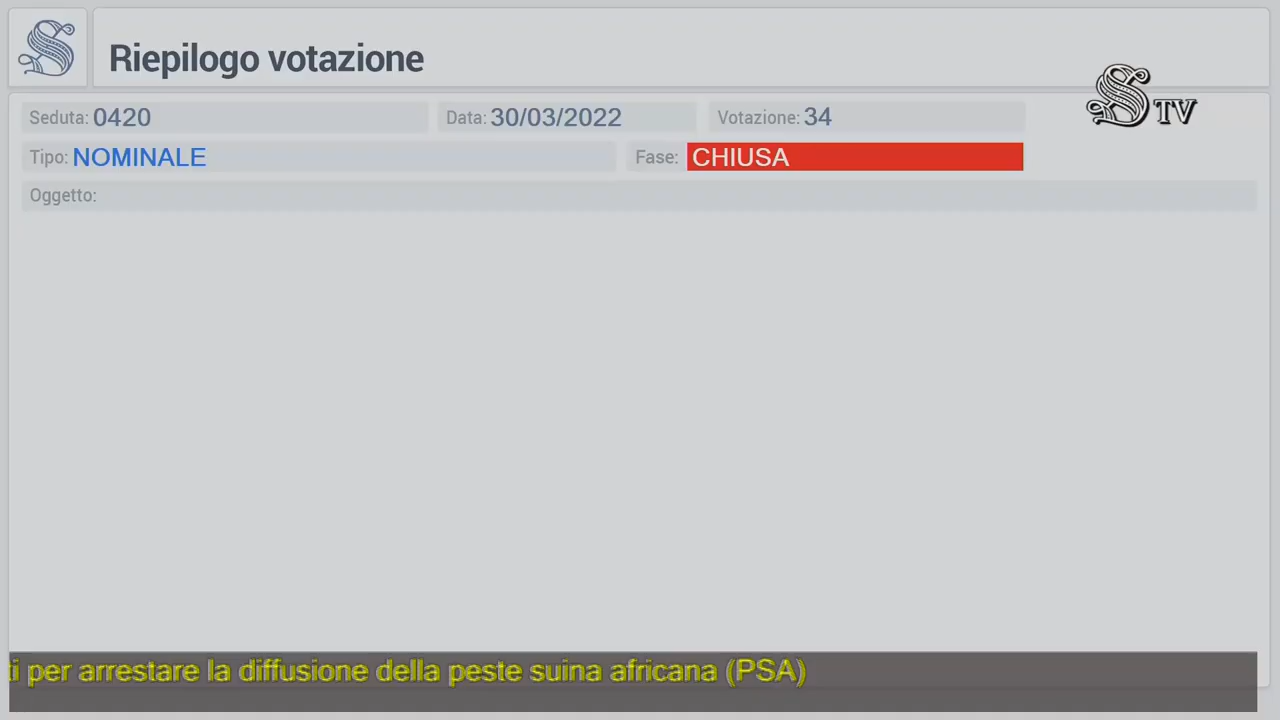 Riepilogo votazione
S TV
Seduta: 0420 Data: 30/03/2022 Votazione: 34
Tipo: NOMINALE Fase: CHIUSA
Oggetto:
ti per arrestare la diffusione della peste suina africana (PSA)